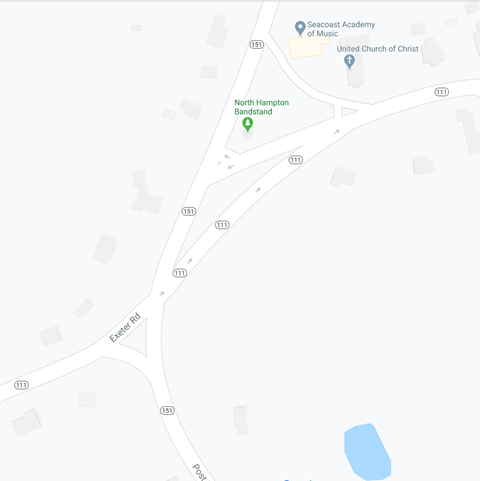 Seacoast Academy
of Music
151
United Church of Christ
111
North Hampton
Bandstand
111
151
111
111
Exeter Rd
111
151
Post